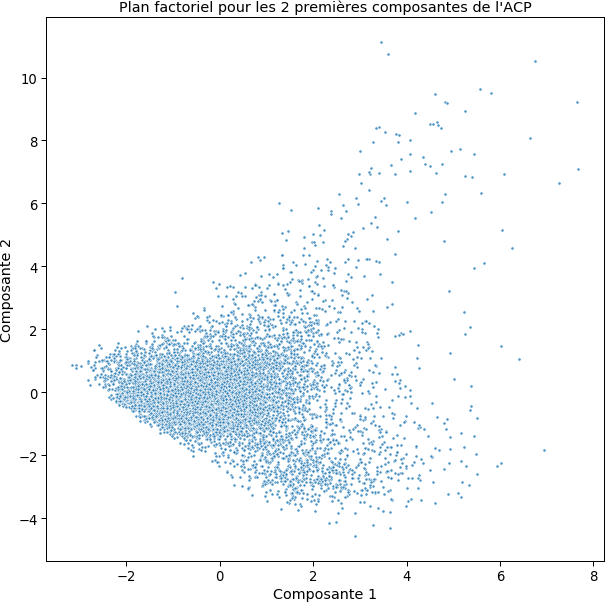 Plan factoriel pour les 2 premières composantes de l'ACP
10
8
6
4
2
0
−2
−4
Composante 2
−2 0 2 4 6 8
Composante 1